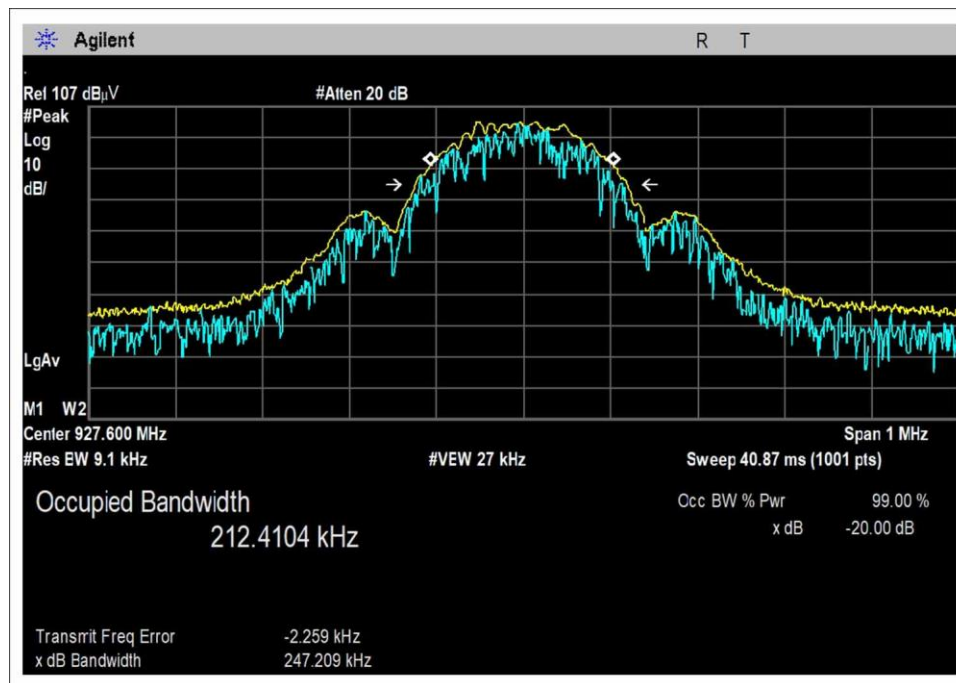 Agilent R T
Ref 107 dBµV #Atten 20 dB
#Peak
Log
10
dB/
LgAv
M1 W2
Center 927.600 MHz Span 1 MHz
#Res BW 9.1 kHz #VBW 27 kHz Sweep 40.87 ms (1001 pts)
Occupied Bandwidth Occ BW % Pwr 99.00 %
212.4104 kHz x dB -20.00 dB
Transmit Freq Error -2.259 kHz
x dB Bandwidth 247.209 kHz